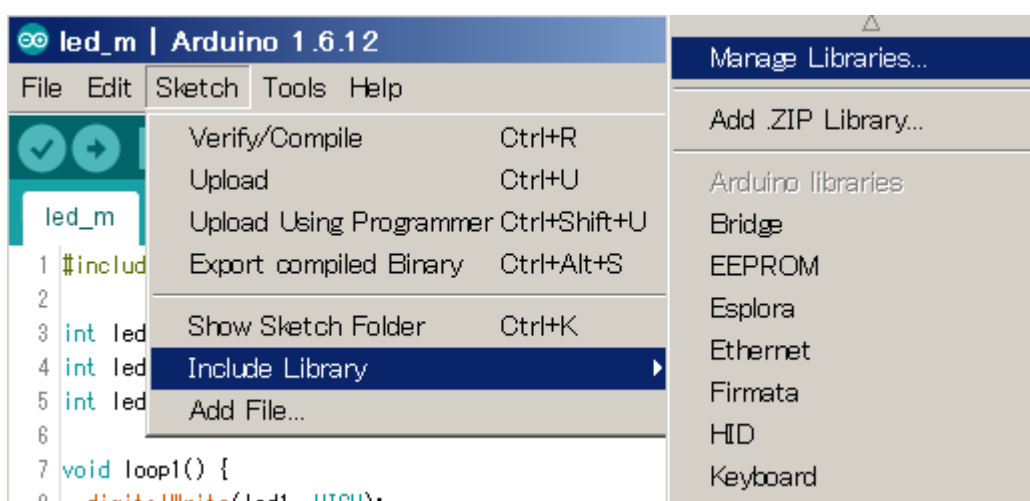 led_m | Arduino 1.6.12
File Edit Sketch Tools Help
Verify/Compile Ctrl+R
Upload Ctrl+U
Upload Using Programmer Ctrl+Shift+U
Export compiled Binary Ctrl+Alt+S
Show Sketch Folder Ctrl+K
Include Library
Add File...
led_m
1 #includ
2
3 int led
4 int led
5 int led
6
7 void loop1() {
Manage Libraries...
Add .ZIP Library...
Arduino libraries
Bridge
EEPROM
Esplora
Ethernet
Firmata
HID
Keyboard